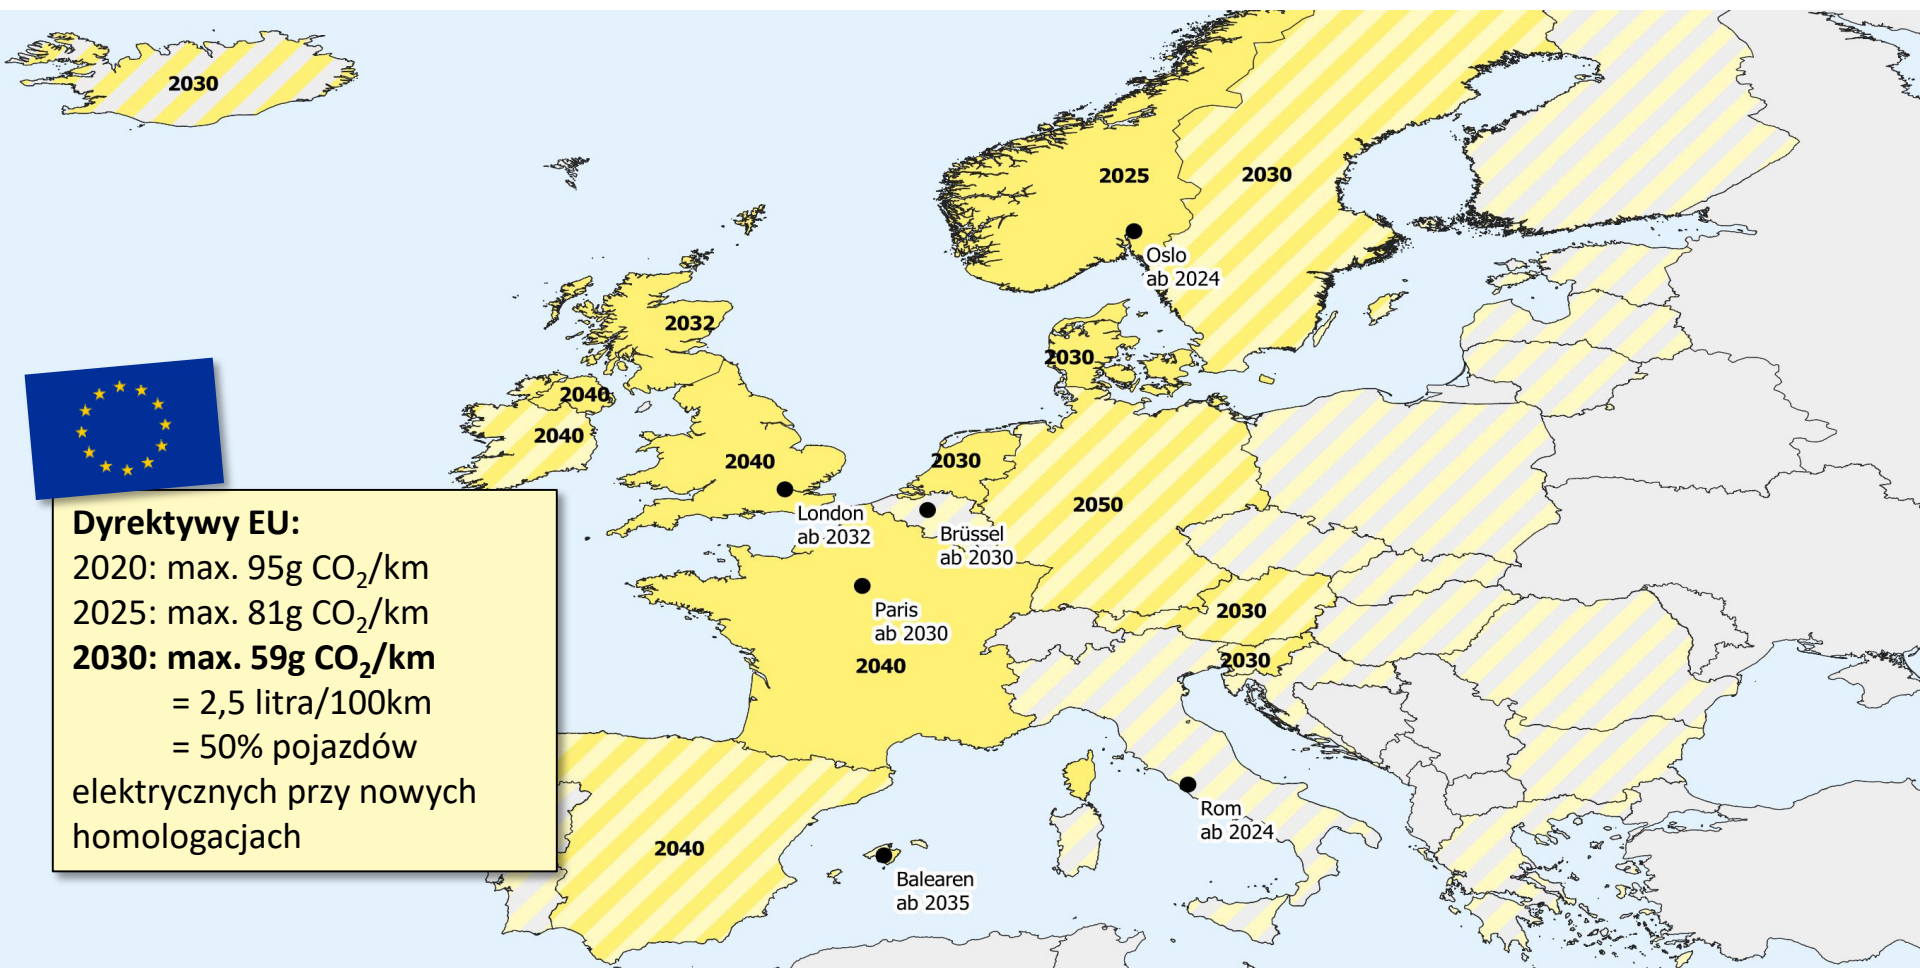 2030
2025
2030
Oslo
ab 2024
2032
2030
2040
2040
2040
2030
2050
London
ab 2032
Brüssel
ab 2030
Dyrektywy EU:
2020: max. 95g CO₂/km
2025: max. 81g CO₂/km
2030: max. 59g CO₂/km
= 2,5 litra/100km
= 50% pojazdów
elektrycznych przy nowych
homologacjach
Paris
ab 2030
2040
2030
2030
Rom
ab 2024
2040
Balearen
ab 2035